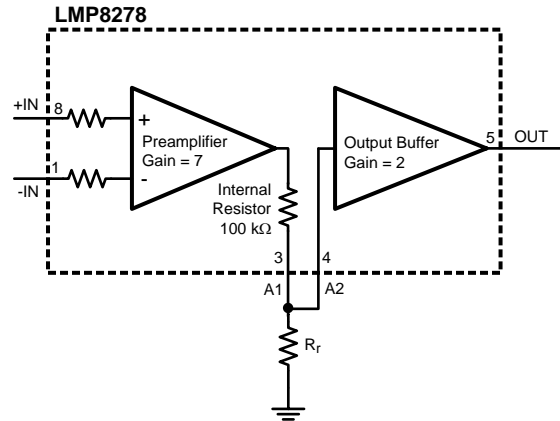 LMP8278
+IN
8
+
Preamplifier
Gain = 7
-
1
-IN
Output Buffer
Gain = 2
5
OUT
Internal
Resistor
100 kΩ
3
4
A1
A2
Rr